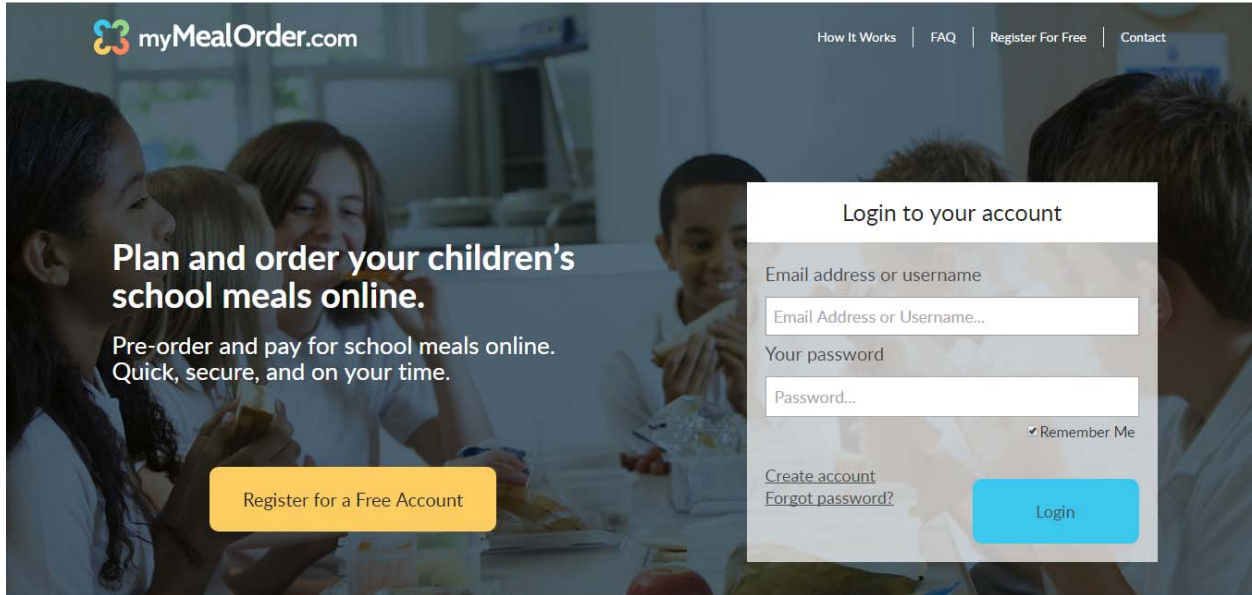 myMealOrder.com
How It Works | FAQ | Register For Free | Contact
Plan and order your children's
school meals online.
Pre-order and pay for school meals online.
Quick, secure, and on your time.
Register for a Free Account
Login to your account
Email address or username
Email Address or Username...
Your password
Password...
Remember Me
Create account
Forgot password?
Login